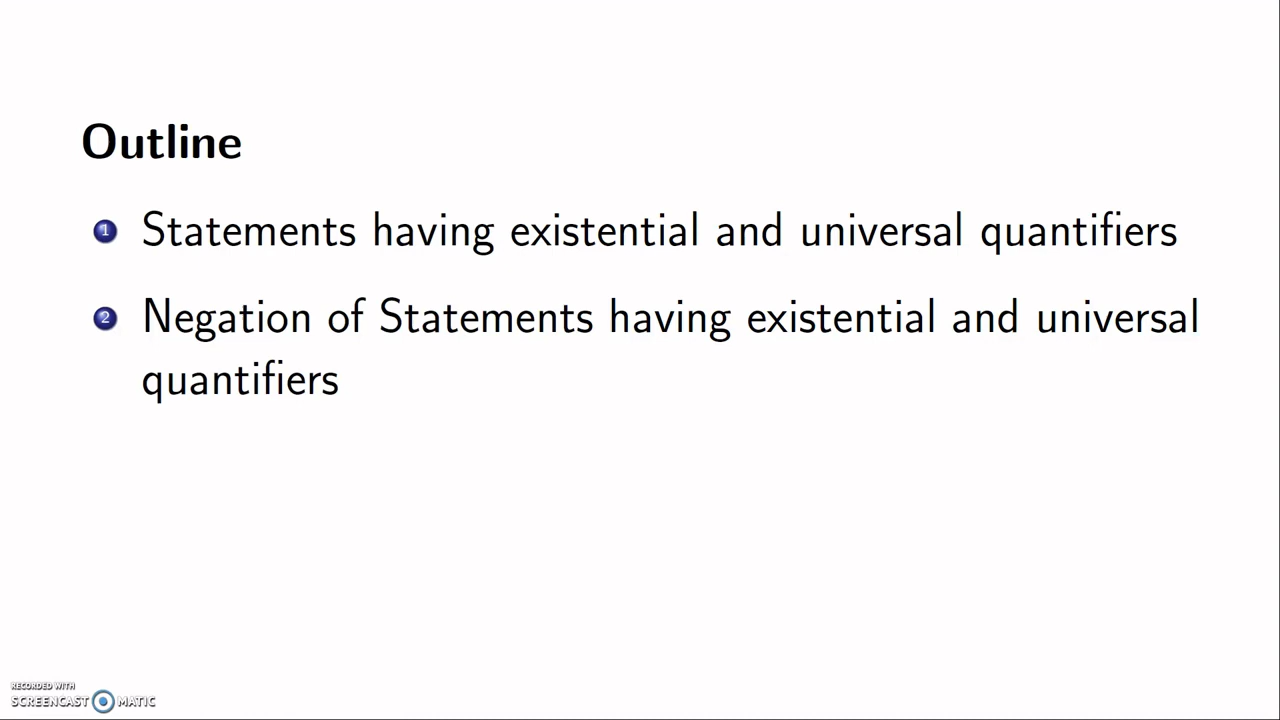 Outline
1 Statements having existential and universal quantifiers
2 Negation of Statements having existential and universal
quantifiers
RECORDED WITH
SCREENCAST MATIC